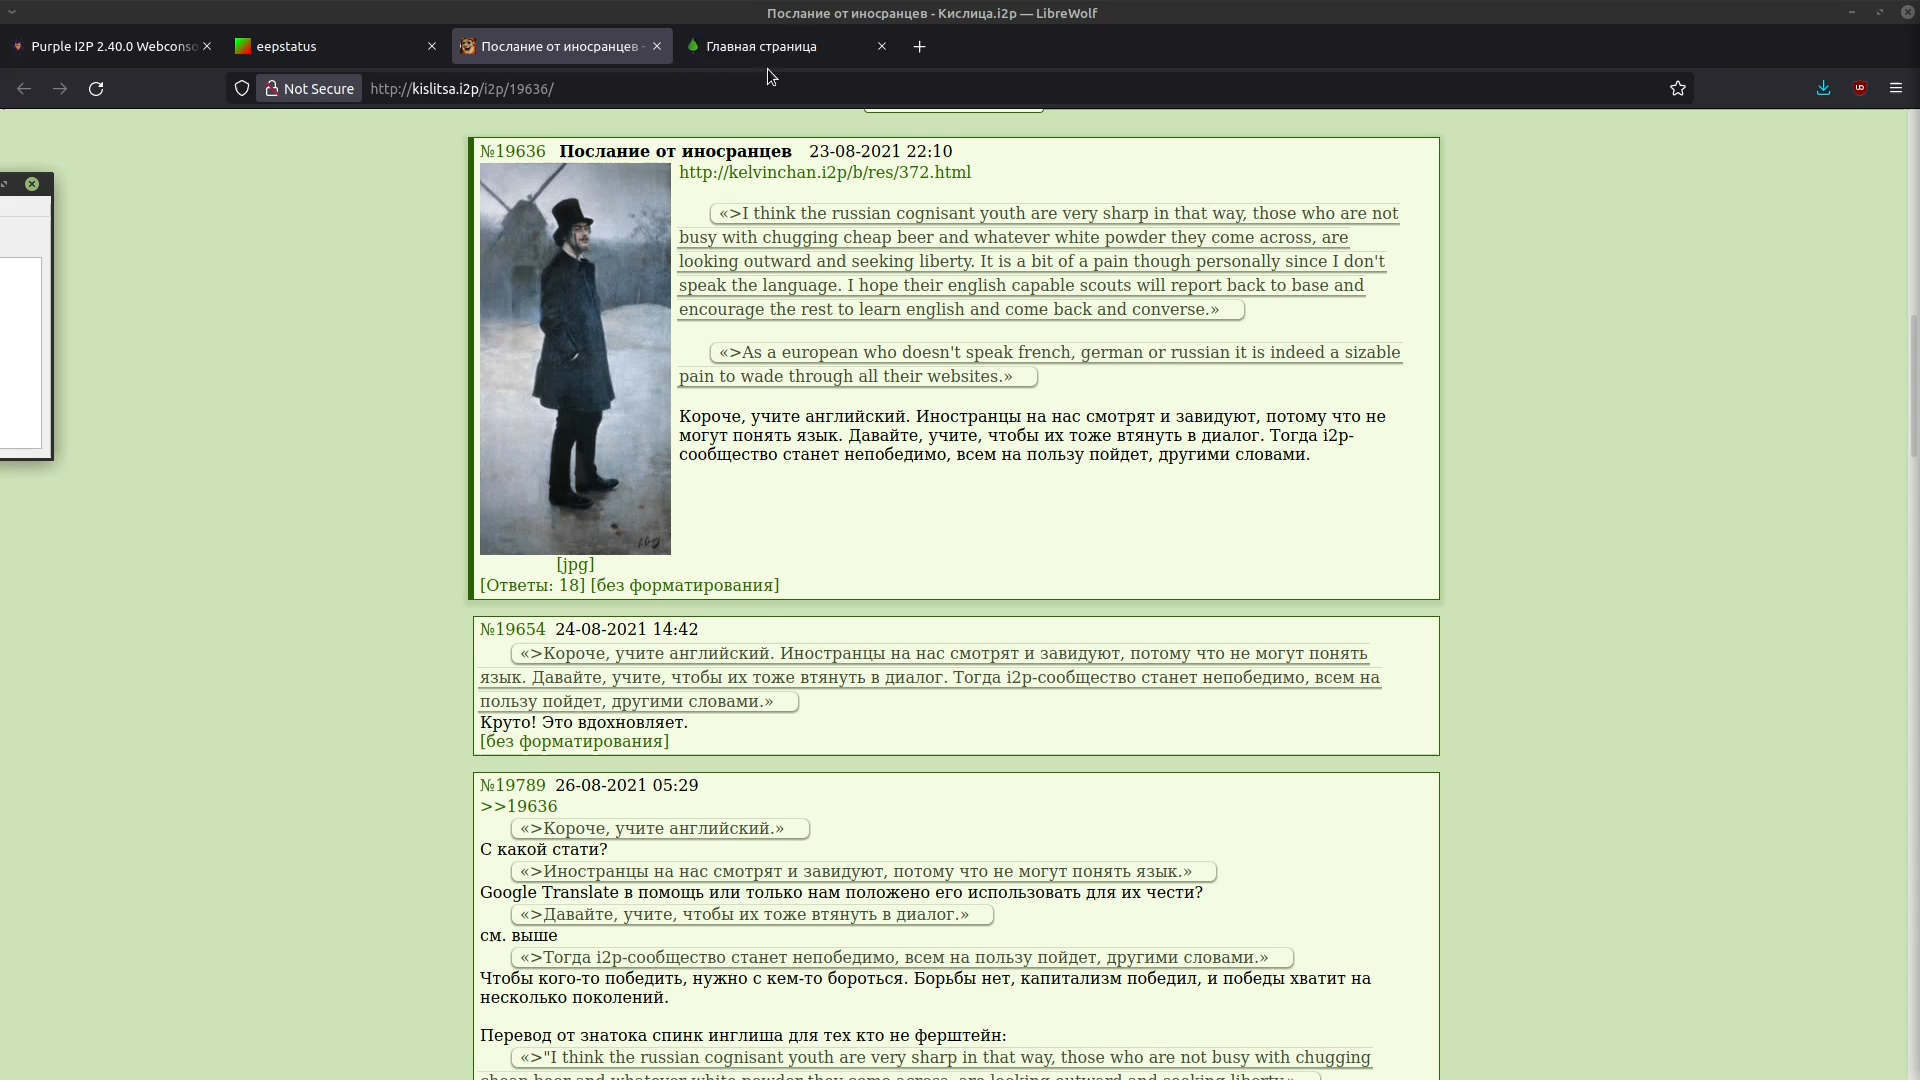 Послание от иносранцев - Кислица.i2p — LibreWolf
Purple I2P 2.40.0 Webconso
eepstatus
Послание от иносранцев -
Главная страница
Not Secure
http://kislitsa.i2p/i2p/19636/
№19636 Послание от иносранцев 23-08-2021 22:10
http://kelvinchan.i2p/b/res/372.html
«>I think the russian cognisant youth are very sharp in that way, those who are not
busy with chugging cheap beer and whatever white powder they come across, are
looking outward and seeking liberty. It is a bit of a pain though personally since I don't
speak the language. I hope their english capable scouts will report back to base and
encourage the rest to learn english and come back and converse.»
«>As a european who doesn't speak french, german or russian it is indeed a sizable
pain to wade through all their websites.»
Короче, учите английский. Иностранцы на нас смотрят и завидуют, потому что не
могут понять язык. Давайте, учите, чтобы их тоже втянуть в диалог. Тогда i2p-
сообщество станет непобедимо, всем на пользу пойдет, другими словами.
[jpg]
[Ответы: 18] [без форматирования]
№19654 24-08-2021 14:42
«>Короче, учите английский. Иностранцы на нас смотрят и завидуют, потому что не могут понять
язык. Давайте, учите, чтобы их тоже втянуть в диалог. Тогда i2p-сообщество станет непобедимо, всем на
пользу пойдет, другими словами.»
Круто! Это вдохновляет.
[без форматирования]
№19789 26-08-2021 05:29
>>19636
«>Короче, учите английский.»
С какой стати?
«>Иностранцы на нас смотрят и завидуют, потому что не могут понять язык.»
Google Translate в помощь или только нам положено его использовать для их чести?
«>Давайте, учите, чтобы их тоже втянуть в диалог.»
см. выше
«>Тогда i2p-сообщество станет непобедимо, всем на пользу пойдет, другими словами.»
Чтобы кого-то победить, нужно с кем-то бороться. Борьбы нет, капитализм победил, и победы хватит на
несколько поколений.
Перевод от знатока спинк инглиша для тех кто не ферштейн:
«>"I think the russian cognisant youth are very sharp in that way, those who are not busy with chugging
cheap beer and whatever white powder they come across, are looking outward and seeking liberty.»